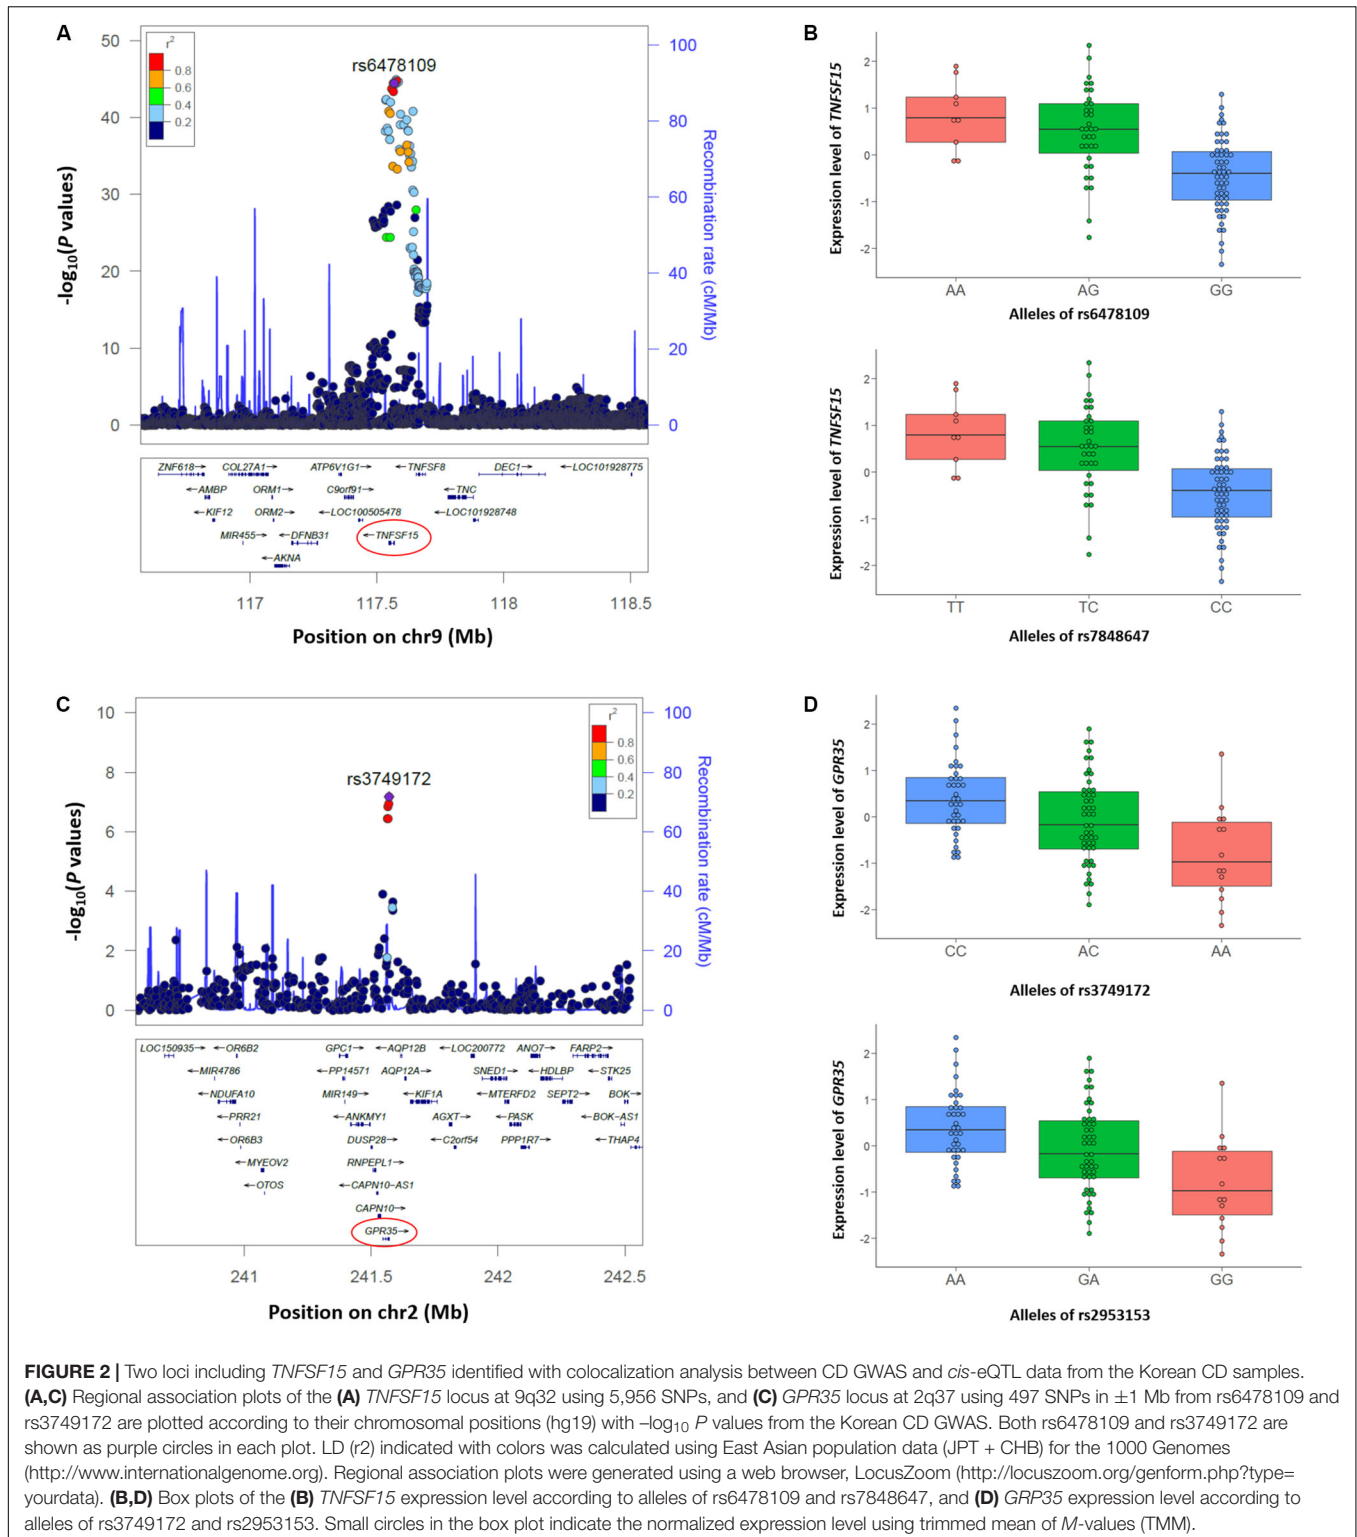 A
r2
0.8
0.6
0.4
0.2
rs6478109
50
40
30
20
10
0
-log10(P values)
100
80
60
40
20
0
Recombination rate (cM/Mb)
ZNF618→ COL27A1→ ATP6V1G1→ ←TNFSF8 DEC1→ ←LOC101928775
←AMBP ORM1→ C9orf91→ ←TNC
←KIF12 ORM2→ ←LOC100505478 ←LOC101928748
MIR455→ ←DFNB31 ←TNFSF15
←AKNA
117 117.5 118 118.5
Position on chr9 (Mb)
B
Expression level of TNFSF15
2
1
0
-1
-2
AA AG GG
Alleles of rs6478109
Expression level of TNFSF15
2
1
0
-1
-2
TT TC CC
Alleles of rs7848647
C
r2
0.8
0.6
0.4
0.2
rs3749172
10
8
6
4
2
0
-log10(P values)
100
80
60
40
20
0
Recombination rate (cM/Mb)
LOC150935→ ←OR6B2 GPC1→ ←AQP12B ←LOC200772 ANO7→ FARP2→
←MIR4786 ←PP14571 AQP12A→ SNED1→ ←HDLBP ←STK25
←NDUFA10 MIR149→ ←KIF1A ←MTERFD2 SEPT2→ BOK→
←PRR21 ←ANKMY1 AGXT→ ←PASK ←BOK-AS1
←OR6B3 DUSP28→ ←C2orf54 PPP1R7→ ←THAP4
←MYEOV2 RNPEPL1→
←OTOS ←CAPN10-AS1
CAPN10→
GPR35→
241 241.5 242 242.5
Position on chr2 (Mb)
D
Expression level of GPR35
2
1
0
-1
-2
CC AC AA
Alleles of rs3749172
Expression level of GPR35
2
1
0
-1
-2
AA GA GG
Alleles of rs2953153
FIGURE 2 | Two loci including TNFSF15 and GPR35 identified with colocalization analysis between CD GWAS and cis-eQTL data from the Korean CD samples.
(A,C) Regional association plots of the (A) TNFSF15 locus at 9q32 using 5,956 SNPs, and (C) GPR35 locus at 2q37 using 497 SNPs in ±1 Mb from rs6478109 and
rs3749172 are plotted according to their chromosomal positions (hg19) with –log10 P values from the Korean CD GWAS. Both rs6478109 and rs3749172 are
shown as purple circles in each plot. LD (r2) indicated with colors was calculated using East Asian population data (JPT + CHB) for the 1000 Genomes
(http://www.internationalgenome.org). Regional association plots were generated using a web browser, LocusZoom (http://locuszoom.org/genform.php?type=
yourdata). (B,D) Box plots of the (B) TNFSF15 expression level according to alleles of rs6478109 and rs7848647, and (D) GRP35 expression level according to
alleles of rs3749172 and rs2953153. Small circles in the box plot indicate the normalized expression level using trimmed mean of M-values (TMM).